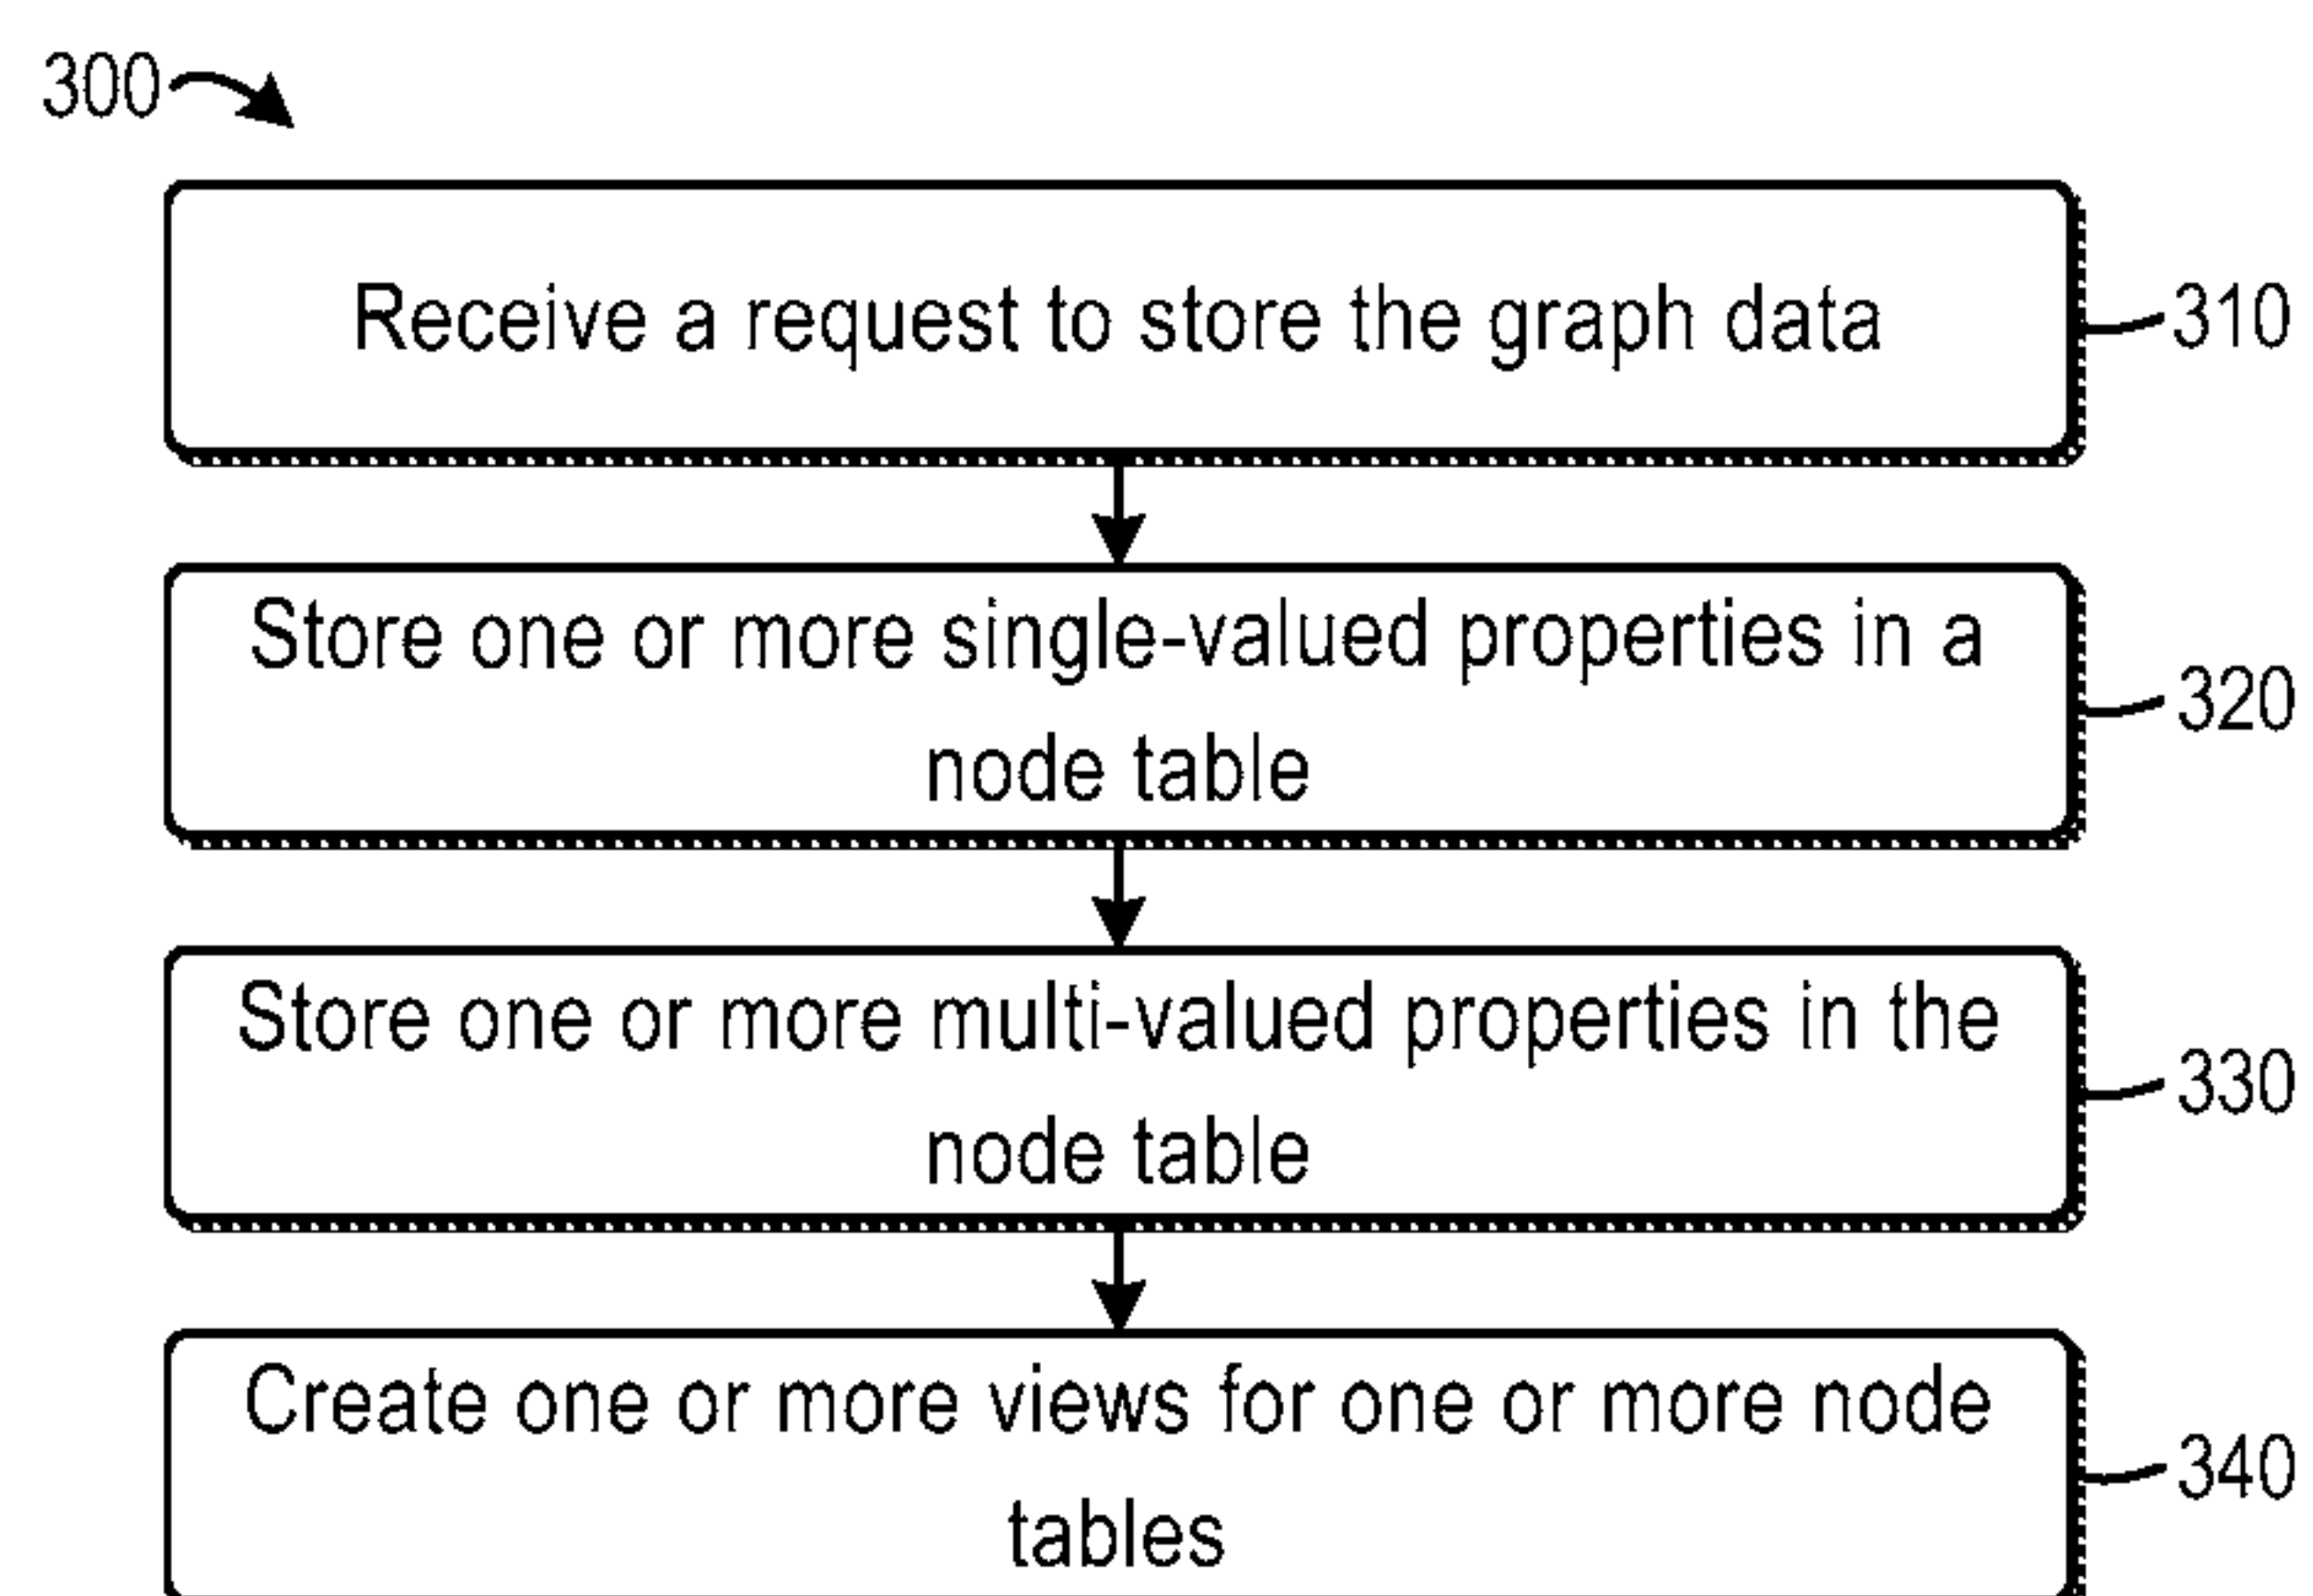 300
Receive a request to store the graph data
310
Store one or more single-valued properties in a
node table
320
Store one or more multi-valued properties in the
node table
330
Create one or more views for one or more node
tables
340